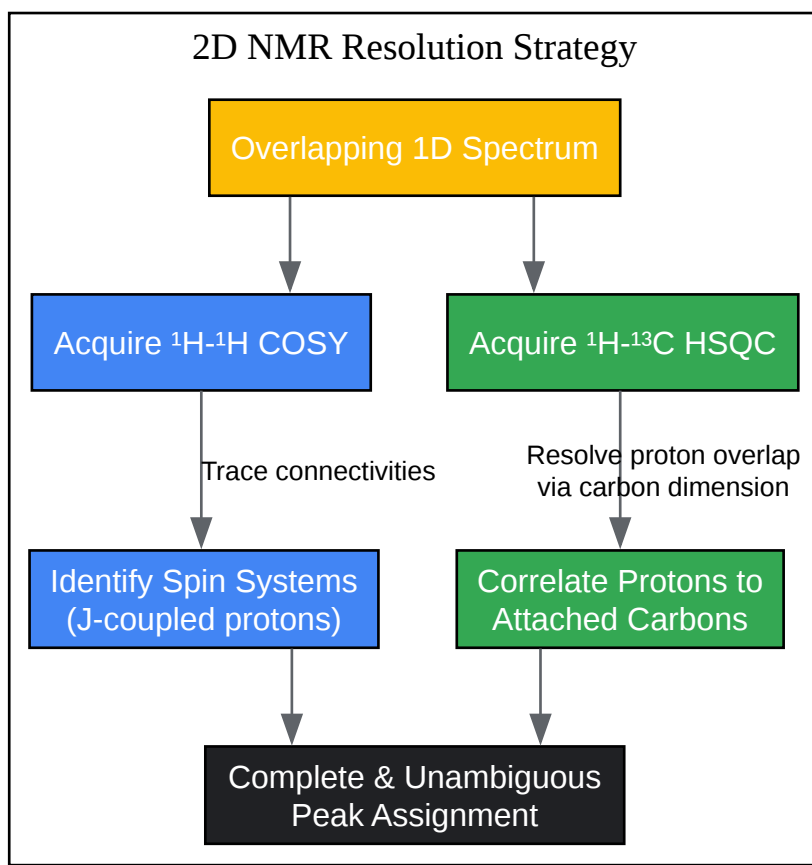 2D NMR Resolution Strategy
Overlapping 1D Spectrum
Acquire ¹H-¹H COSY
Acquire ¹H-¹³C HSQC
Trace connectivities
Resolve proton overlap
via carbon dimension
Identify Spin Systems
(J-coupled protons)
Correlate Protons to
Attached Carbons
Complete & Unambiguous
Peak Assignment